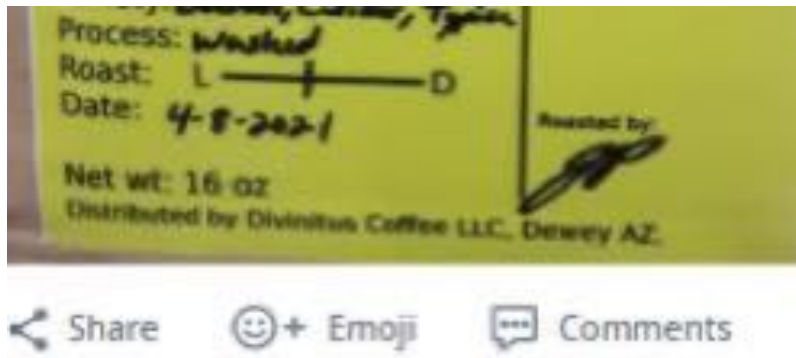 Process: Washed
Roast: L D
Date: 4-8-2021
Roasted by
Net wt: 16 oz
Distributed by Divinitus Coffee LLC, Dewey AZ.
Share Emoji Comments